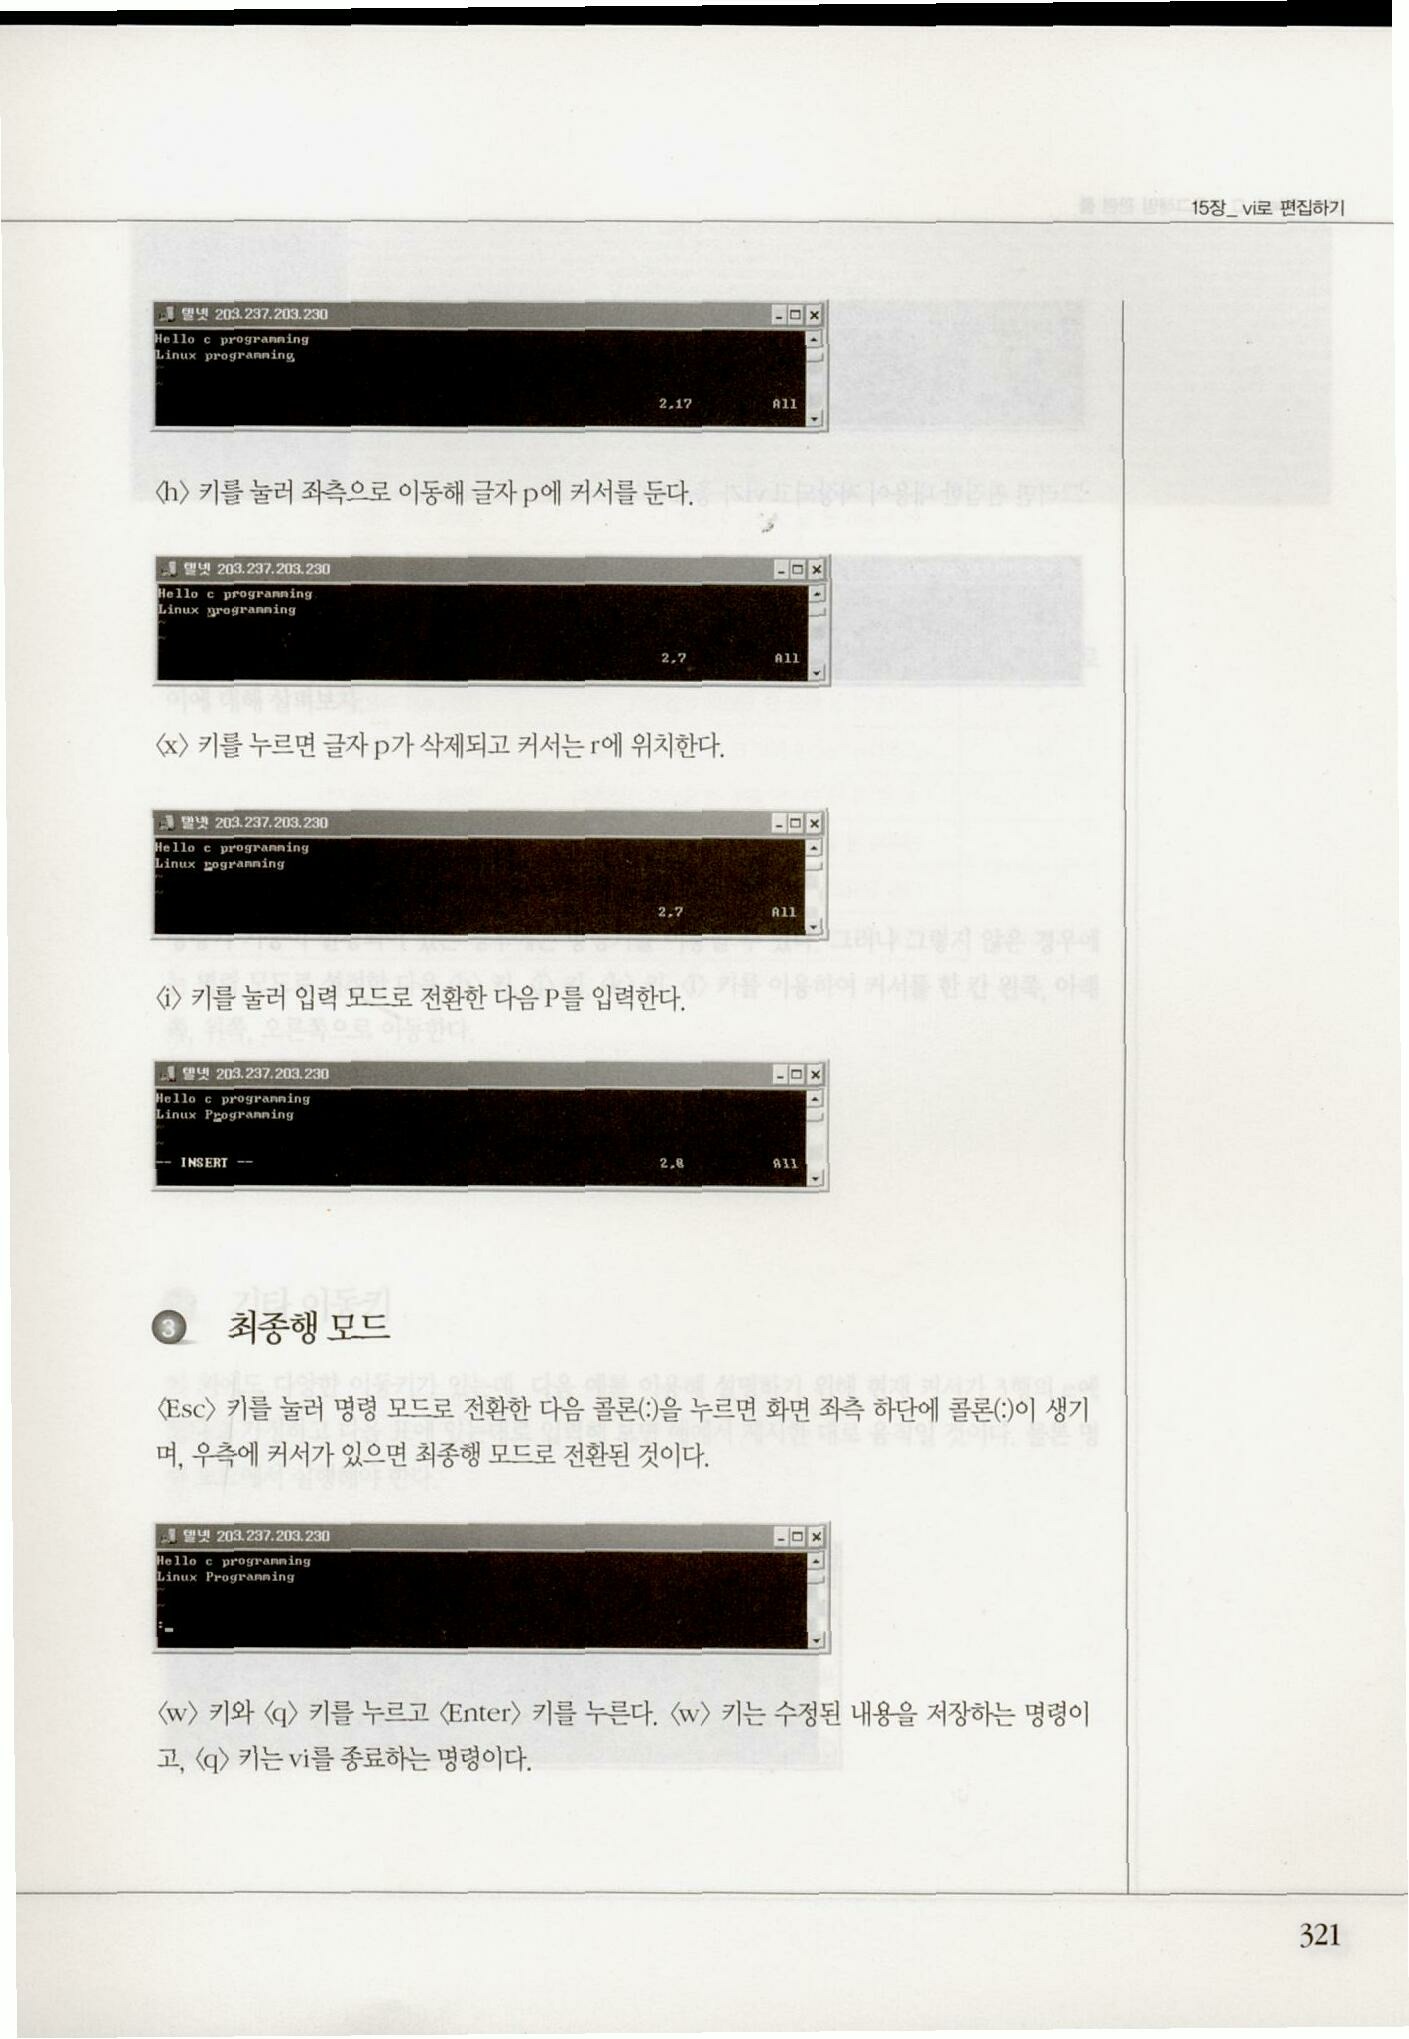 15장_ vi로 편집하기
텔넷 203.237.203.230
Hello c programming
Linux programming
~
~
2,17 All
〈h〉 키를 눌러 좌측으로 이동해 글자 p에 커서를 둔다.
텔넷 203.237.203.230
Hello c programming
Linux programming
~
~
2,7 All
〈x〉 키를 누르면 글자 p가 삭제되고 커서는 r에 위치한다.
텔넷 203.237.203.230
Hello c programming
Linux rogramming
~
~
2,7 All
〈i〉 키를 눌러 입력 모드로 전환한 다음 P를 입력한다.
텔넷 203.237.203.230
Hello c programming
Linux Programming
~
~
-- INSERT -- 2,8 All
3 최종행 모드
〈Esc〉 키를 눌러 명령 모드로 전환한 다음 콜론(:)을 누르면 화면 좌측 하단에 콜론(:)이 생기
며, 우측에 커서가 있으면 최종행 모드로 전환된 것이다.
텔넷 203.237.203.230
Hello c programming
Linux Programming
~
~
:
〈w〉 키와 〈q〉 키를 누르고 〈Enter〉 키를 누른다. 〈w〉 키는 수정된 내용을 저장하는 명령이
고, 〈q〉 키는 vi를 종료하는 명령이다.
321